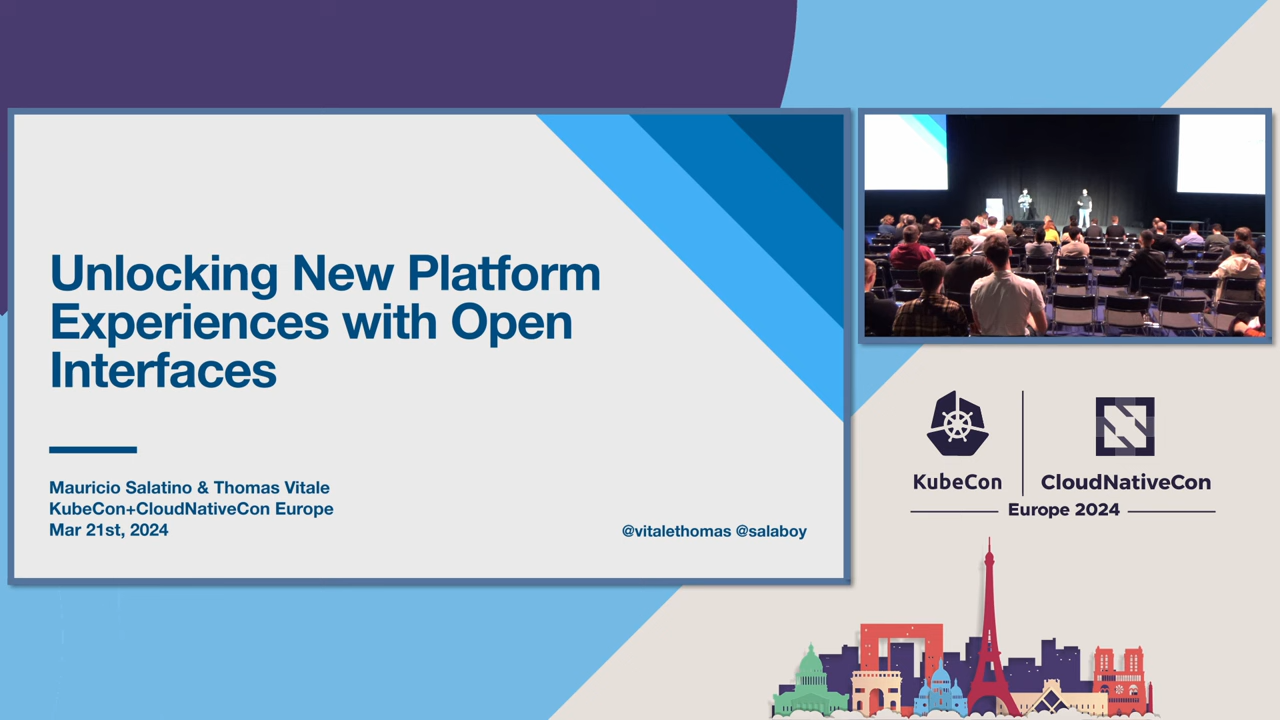 Unlocking New Platform
Experiences with Open
Interfaces
Mauricio Salatino & Thomas Vitale
KubeCon+CloudNativeCon Europe
Mar 21st, 2024
@vitalethomas @salaboy
KubeCon
CloudNativeCon
Europe 2024